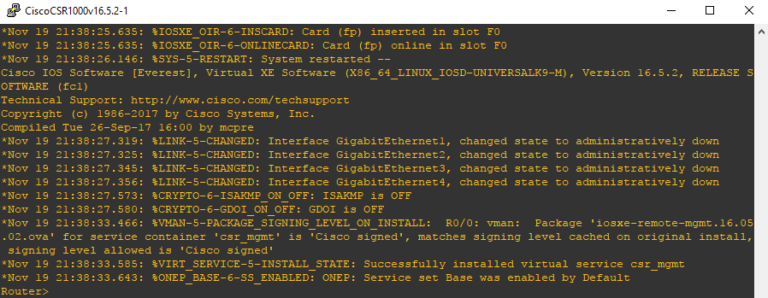 CiscoCSR1000v16.5.2-1
*Nov 19 21:38:25.635: %IOSXE_OIR-6-INSCARD: Card (fp) inserted in slot F0
*Nov 19 21:38:25.635: %IOSXE_OIR-6-ONLINECARD: Card (fp) online in slot F0
*Nov 19 21:38:26.146: %SYS-5-RESTART: System restarted --
Cisco IOS Software [Everest], Virtual XE Software (X86_64_LINUX_IOSD-UNIVERSALK9-M), Version 16.5.2, RELEASE S
OFTWARE (fc1)
Technical Support: http://www.cisco.com/techsupport
Copyright (c) 1986-2017 by Cisco Systems, Inc.
Compiled Tue 26-Sep-17 16:00 by mcpre
*Nov 19 21:38:27.319: %LINK-5-CHANGED: Interface GigabitEthernet1, changed state to administratively down
*Nov 19 21:38:27.325: %LINK-5-CHANGED: Interface GigabitEthernet2, changed state to administratively down
*Nov 19 21:38:27.345: %LINK-5-CHANGED: Interface GigabitEthernet3, changed state to administratively down
*Nov 19 21:38:27.356: %LINK-5-CHANGED: Interface GigabitEthernet4, changed state to administratively down
*Nov 19 21:38:27.573: %CRYPTO-6-ISAKMP_ON_OFF: ISAKMP is OFF
*Nov 19 21:38:27.580: %CRYPTO-6-GDOI_ON_OFF: GDOI is OFF
*Nov 19 21:38:33.466: %VMAN-5-PACKAGE_SIGNING_LEVEL_ON_INSTALL:  R0/0: vman:  Package 'iosxe-remote-mgmt.16.05
.02.ova' for service container 'csr_mgmt' is 'Cisco signed', matches signing level cached on original install,
 signing level allowed is 'Cisco signed'
*Nov 19 21:38:33.585: %VIRT_SERVICE-5-INSTALL_STATE: Successfully installed virtual service csr_mgmt
*Nov 19 21:38:33.643: %ONEP_BASE-6-SS_ENABLED: ONEP: Service set Base was enabled by Default
Router>